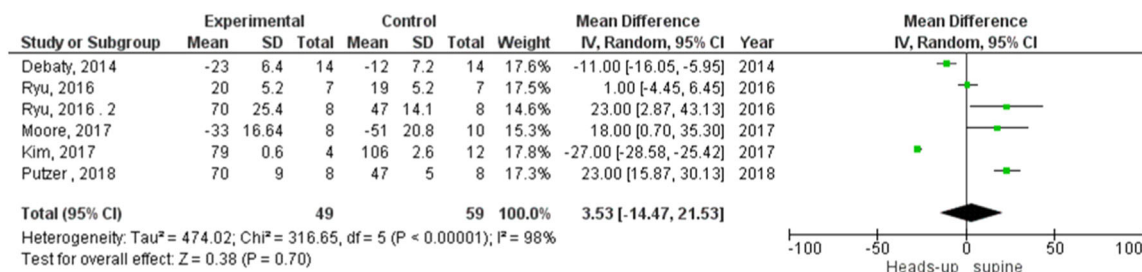 Experimental Control Mean Difference Mean Difference
Study or Subgroup Mean SD Total Mean SD Total Weight IV, Random, 95% CI Year IV, Random, 95% CI
Debaty, 2014 -23 6.4 14 -12 7.2 14 17.6% -11.00 [-16.05, -5.95] 2014
Ryu, 2016 20 5.2 7 19 5.2 7 17.5% 1.00 [-4.45, 6.45] 2016
Ryu, 2016 . 2 70 25.4 8 47 14.1 8 14.6% 23.00 [2.87, 43.13] 2016
Moore, 2017 -33 16.64 8 -51 20.8 10 15.3% 18.00 [0.70, 35.30] 2017
Kim, 2017 79 0.6 4 106 2.6 12 17.8% -27.00 [-28.58, -25.42] 2017
Putzer , 2018 70 9 8 47 5 8 17.3% 23.00 [15.87, 30.13] 2018
Total (95% CI) 49 59 100.0% 3.53 [-14.47, 21.53]
Heterogeneity: Tau² = 474.02; Chi² = 316.65, df = 5 (P < 0.00001); I² = 98%
Test for overall effect: Z = 0.38 (P = 0.70)
-100 -50 0 50 100
Heads-up supine